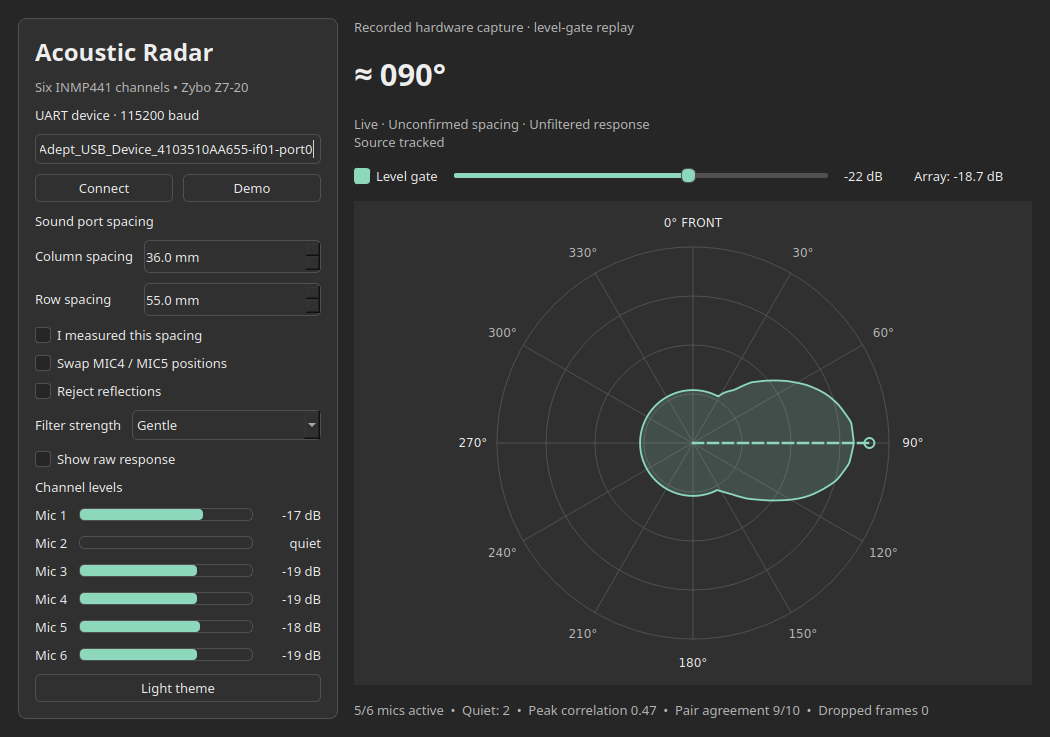 Acoustic Radar
Six INMP441 channels • Zybo Z7-20
UART device · 115200 baud
Adept_USB_Device_4103510AA655-if01-port0
Connect
Demo
Sound port spacing
Column spacing 36.0 mm
Row spacing 55.0 mm
I measured this spacing
Swap MIC4 / MIC5 positions
Reject reflections
Filter strength Gentle
Show raw response
Channel levels
Mic 1 -17 dB
Mic 2 quiet
Mic 3 -19 dB
Mic 4 -19 dB
Mic 5 -18 dB
Mic 6 -19 dB
Light theme
Recorded hardware capture · level-gate replay
≈ 090°
Live · Unconfirmed spacing · Unfiltered response
Source tracked
Level gate -22 dB Array: -18.7 dB
0° FRONT
330° 30°
300° 60°
270° 90°
240° 120°
210° 150°
180°
5/6 mics active • Quiet: 2 • Peak correlation 0.47 • Pair agreement 9/10 • Dropped frames 0